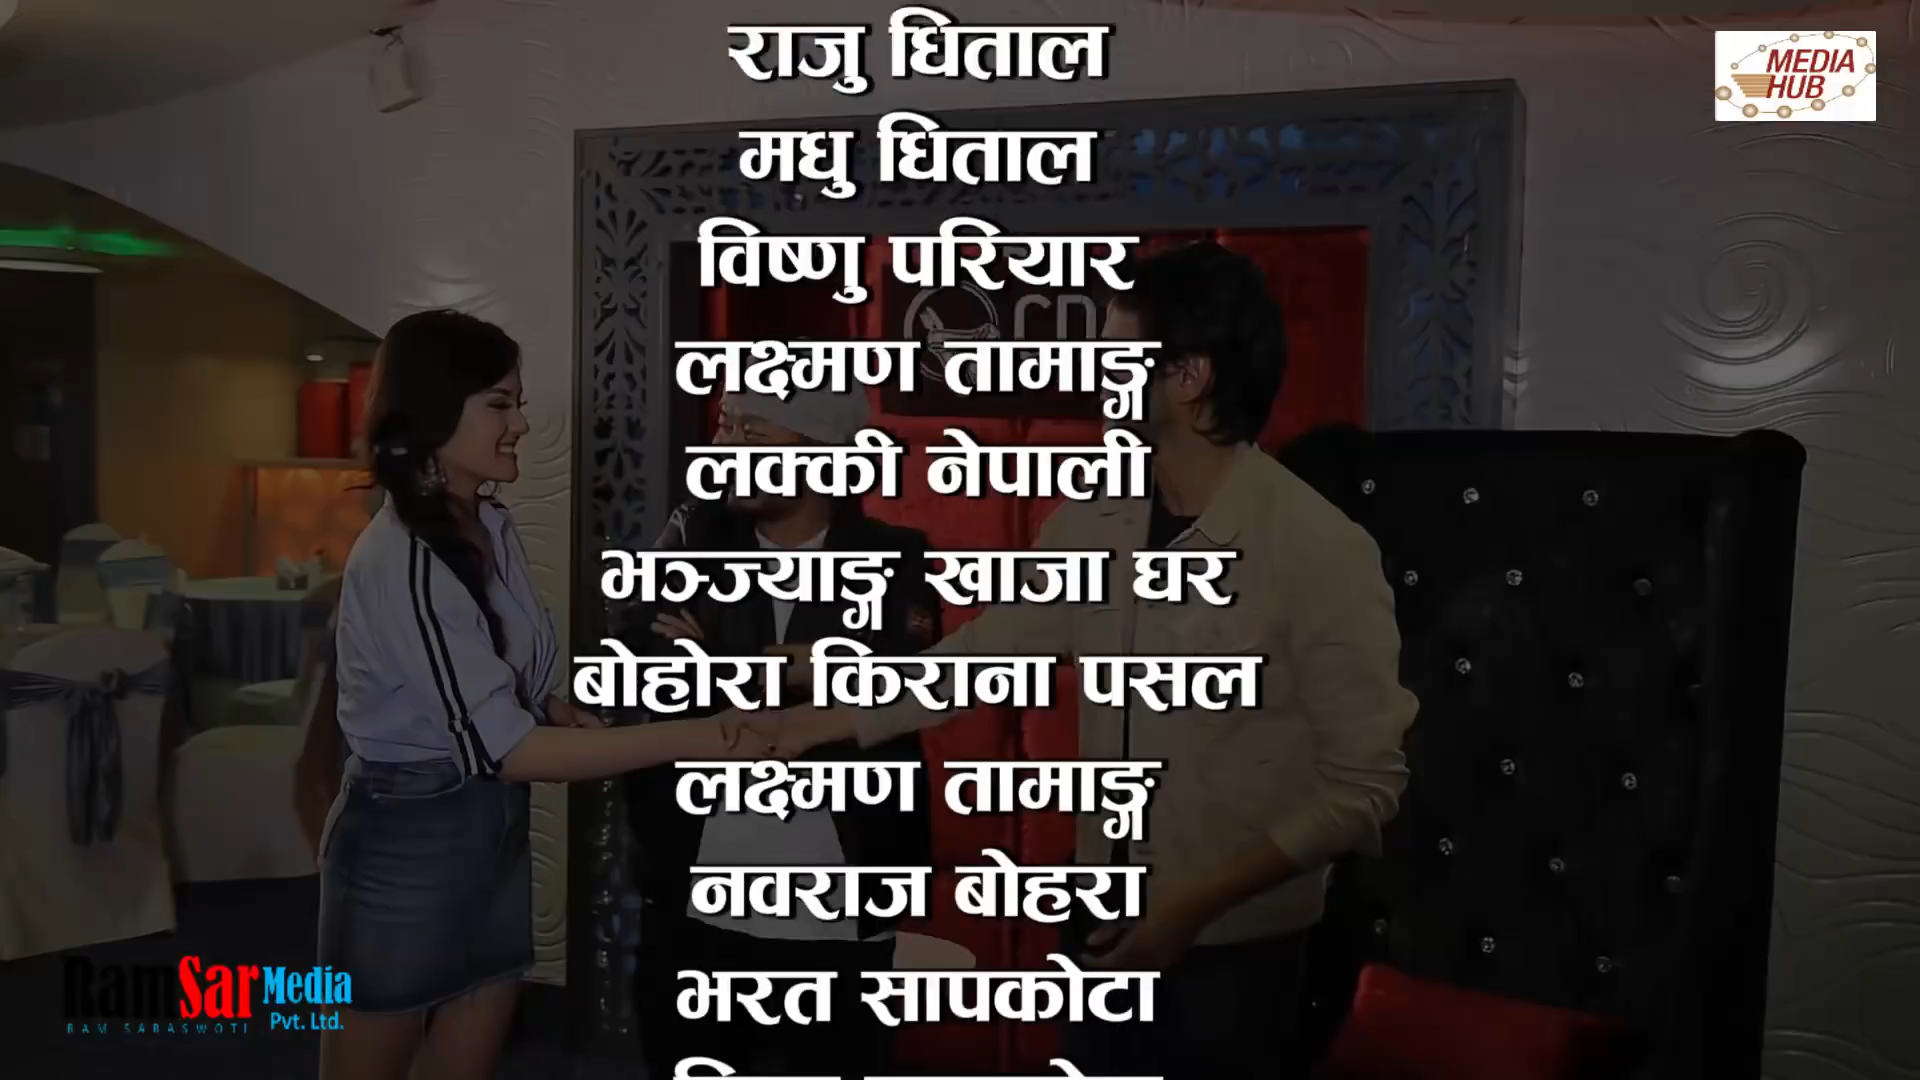 राजु धिताल
MEDIA
HUB
मधु धिताल
विष्णु परियार
लक्ष्मण तामाङ्ग
लक्की नेपाली
भञ्ज्याङ्ग खाजा घर
बोहोरा किराना पसल
लक्ष्मण तामाङ्ग
नवराज बोहरा
भरत सापकोटा
RamSar Media
RAM SARASWOTI Pvt. Ltd.